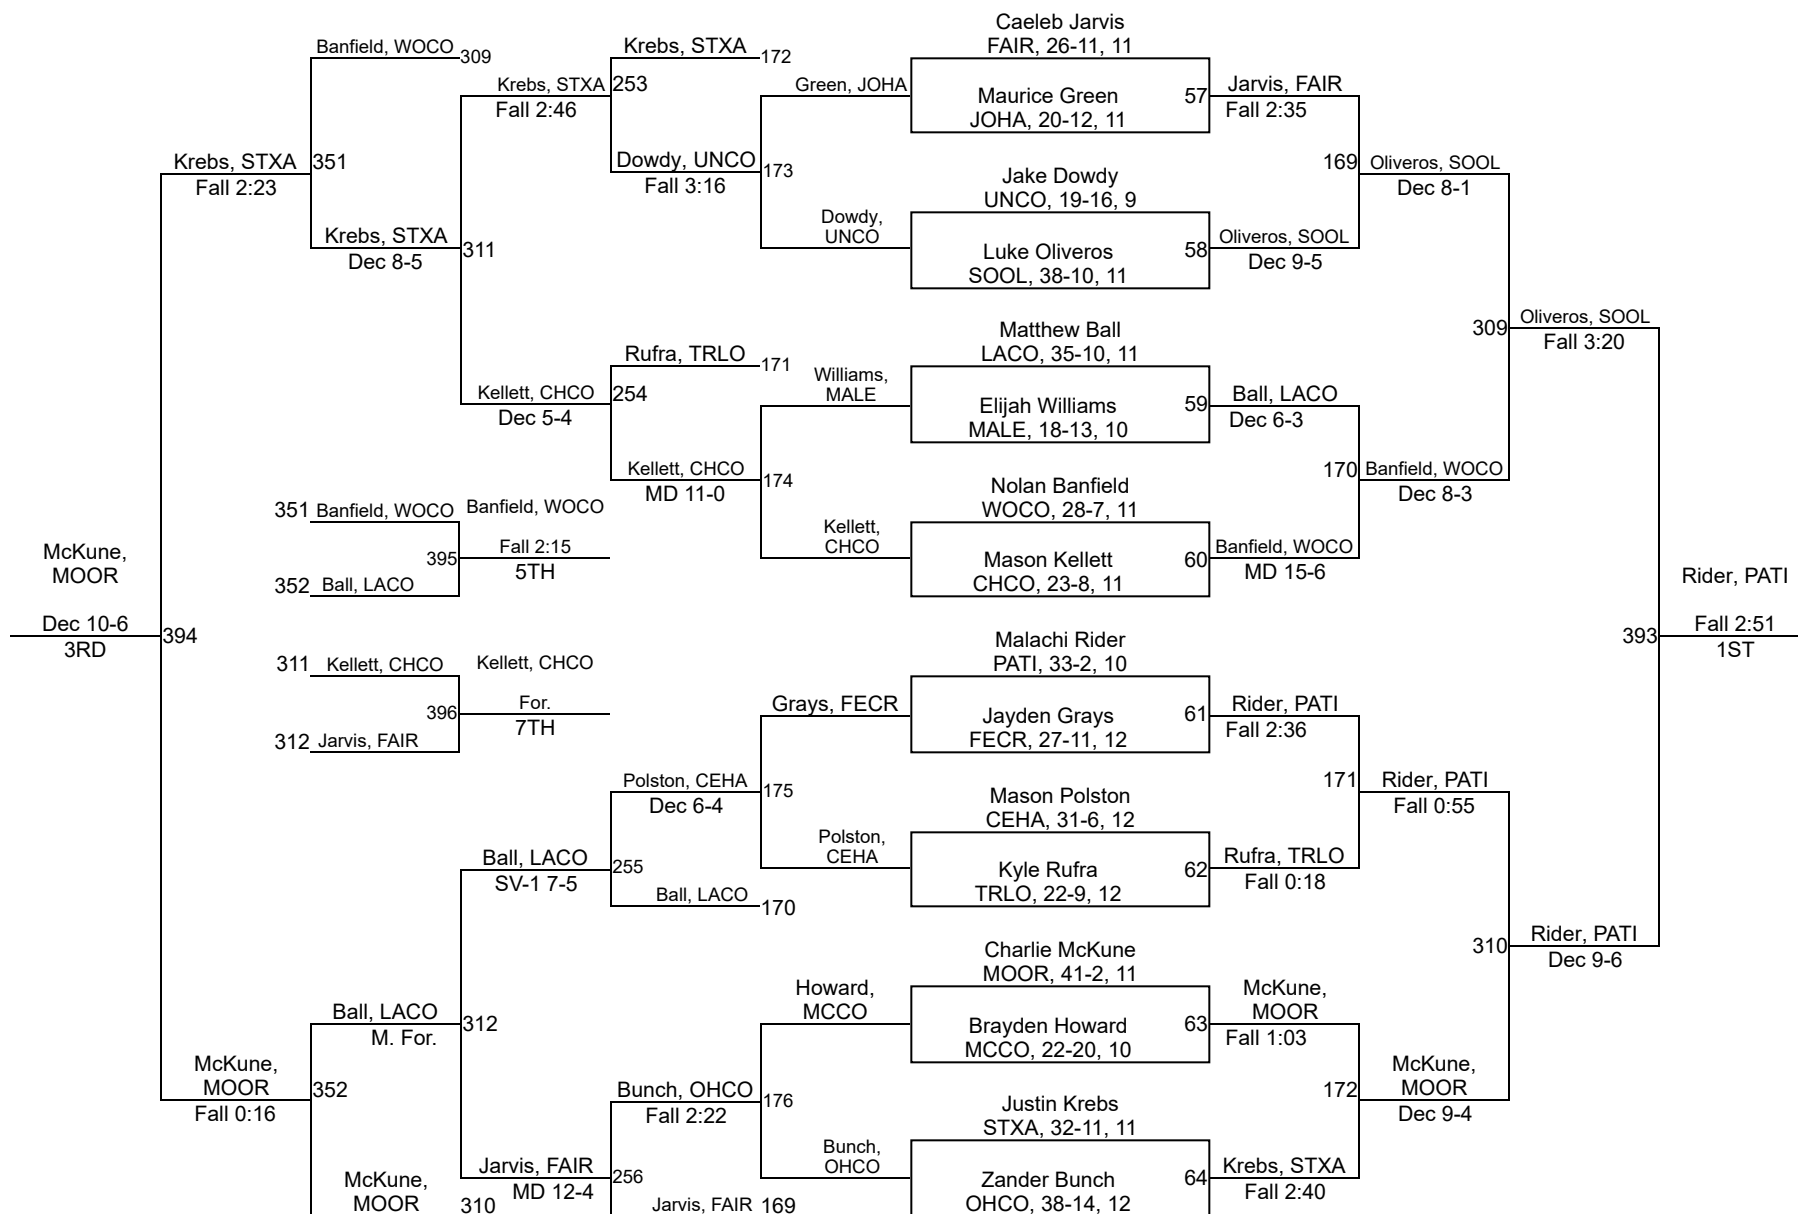 Caeleb Jarvis
FAIR, 26-11, 11
Banfield, WOCO
309
Krebs, STXA
172
Krebs, STXA
253
Fall 2:46
Green, JOHA
Maurice Green
JOHA, 20-12, 11
57
Jarvis, FAIR
Fall 2:35
Krebs, STXA
351
Fall 2:23
Dowdy, UNCO
173
Fall 3:16
Jake Dowdy
UNCO, 19-16, 9
169
Oliveros, SOOL
Dec 8-1
Krebs, STXA
311
Dec 8-5
Dowdy,
UNCO
Luke Oliveros
SOOL, 38-10, 11
58
Oliveros, SOOL
Dec 9-5
309
Oliveros, SOOL
Fall 3:20
Matthew Ball
LACO, 35-10, 11
Rufra, TRLO
171
Kellett, CHCO
254
Dec 5-4
Williams,
MALE
Elijah Williams
MALE, 18-13, 10
59
Ball, LACO
Dec 6-3
Kellett, CHCO
174
MD 11-0
Nolan Banfield
WOCO, 28-7, 11
170
Banfield, WOCO
Dec 8-3
351
Banfield, WOCO
Banfield, WOCO
395
Fall 2:15
5TH
352
Ball, LACO
Kellett,
CHCO
Mason Kellett
CHCO, 23-8, 11
60
Banfield, WOCO
MD 15-6
McKune,
MOOR
Dec 10-6
3RD
394
Rider, PATI
393
Fall 2:51
1ST
311
Kellett, CHCO
Kellett, CHCO
396
For.
7TH
312
Jarvis, FAIR
Malachi Rider
PATI, 33-2, 10
Grays, FECR
Jayden Grays
FECR, 27-11, 12
61
Rider, PATI
Fall 2:36
Polston, CEHA
175
Dec 6-4
Mason Polston
CEHA, 31-6, 12
171
Rider, PATI
Fall 0:55
Ball, LACO
255
SV-1 7-5
Polston,
CEHA
Kyle Rufra
TRLO, 22-9, 12
62
Rufra, TRLO
Fall 0:18
Ball, LACO
170
310
Rider, PATI
Dec 9-6
Charlie McKune
MOOR, 41-2, 11
Ball, LACO
312
M. For.
Howard,
MCCO
Brayden Howard
MCCO, 22-20, 10
63
McKune,
MOOR
Fall 1:03
McKune,
MOOR
352
Fall 0:16
Bunch, OHCO
176
Fall 2:22
Justin Krebs
STXA, 32-11, 11
172
McKune,
MOOR
Dec 9-4
McKune,
MOOR
310
Jarvis, FAIR
256
MD 12-4
Jarvis, FAIR
169
Bunch,
OHCO
Zander Bunch
OHCO, 38-14, 12
64
Krebs, STXA
Fall 2:40